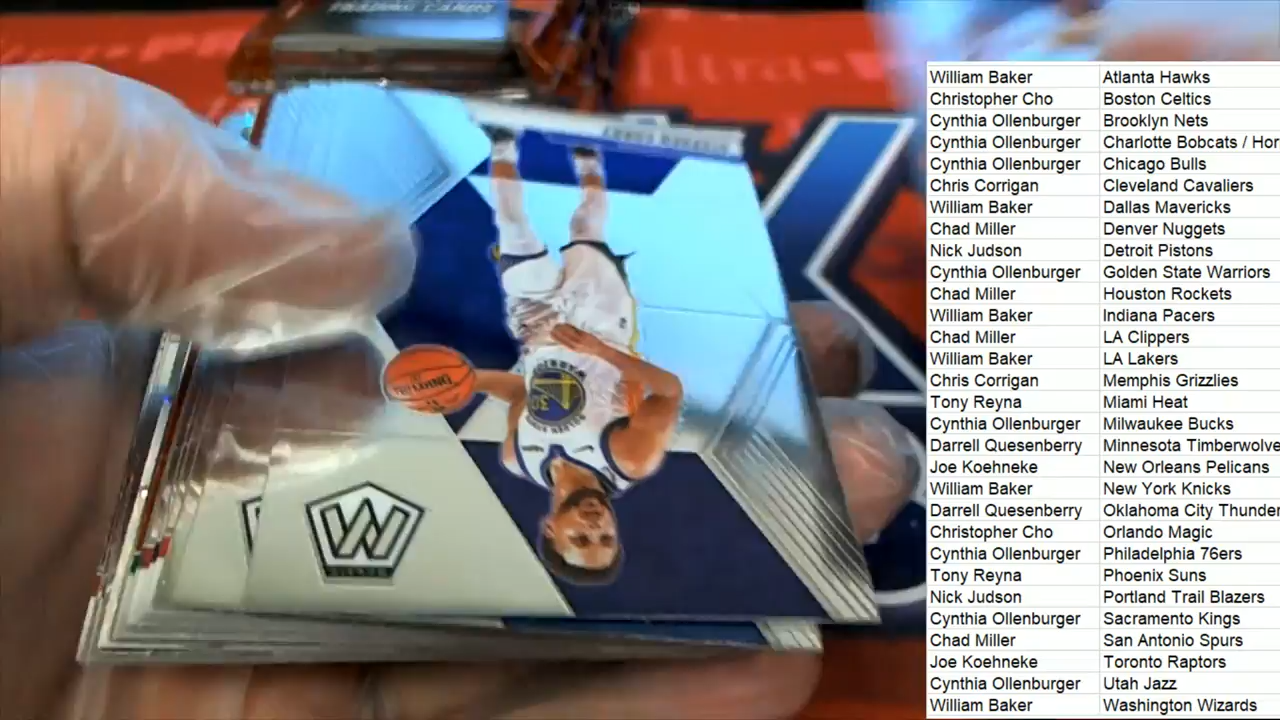 TRADING CARDS
William Baker Atlanta Hawks
Christopher Cho Boston Celtics
Cynthia Ollenburger Brooklyn Nets
Cynthia Ollenburger Charlotte Bobcats / Hor
Cynthia Ollenburger Chicago Bulls
Chris Corrigan Cleveland Cavaliers
William Baker Dallas Mavericks
Chad Miller Denver Nuggets
Nick Judson Detroit Pistons
Cynthia Ollenburger Golden State Warriors
Chad Miller Houston Rockets
William Baker Indiana Pacers
Chad Miller LA Clippers
William Baker LA Lakers
Chris Corrigan Memphis Grizzlies
Tony Reyna Miami Heat
Cynthia Ollenburger Milwaukee Bucks
Darrell Quesenberry Minnesota Timberwolve
Joe Koehneke New Orleans Pelicans
William Baker New York Knicks
Darrell Quesenberry Oklahoma City Thunder
Christopher Cho Orlando Magic
Cynthia Ollenburger Philadelphia 76ers
Tony Reyna Phoenix Suns
Nick Judson Portland Trail Blazers
Cynthia Ollenburger Sacramento Kings
Chad Miller San Antonio Spurs
Joe Koehneke Toronto Raptors
Cynthia Ollenburger Utah Jazz
William Baker Washington Wizards
30
W